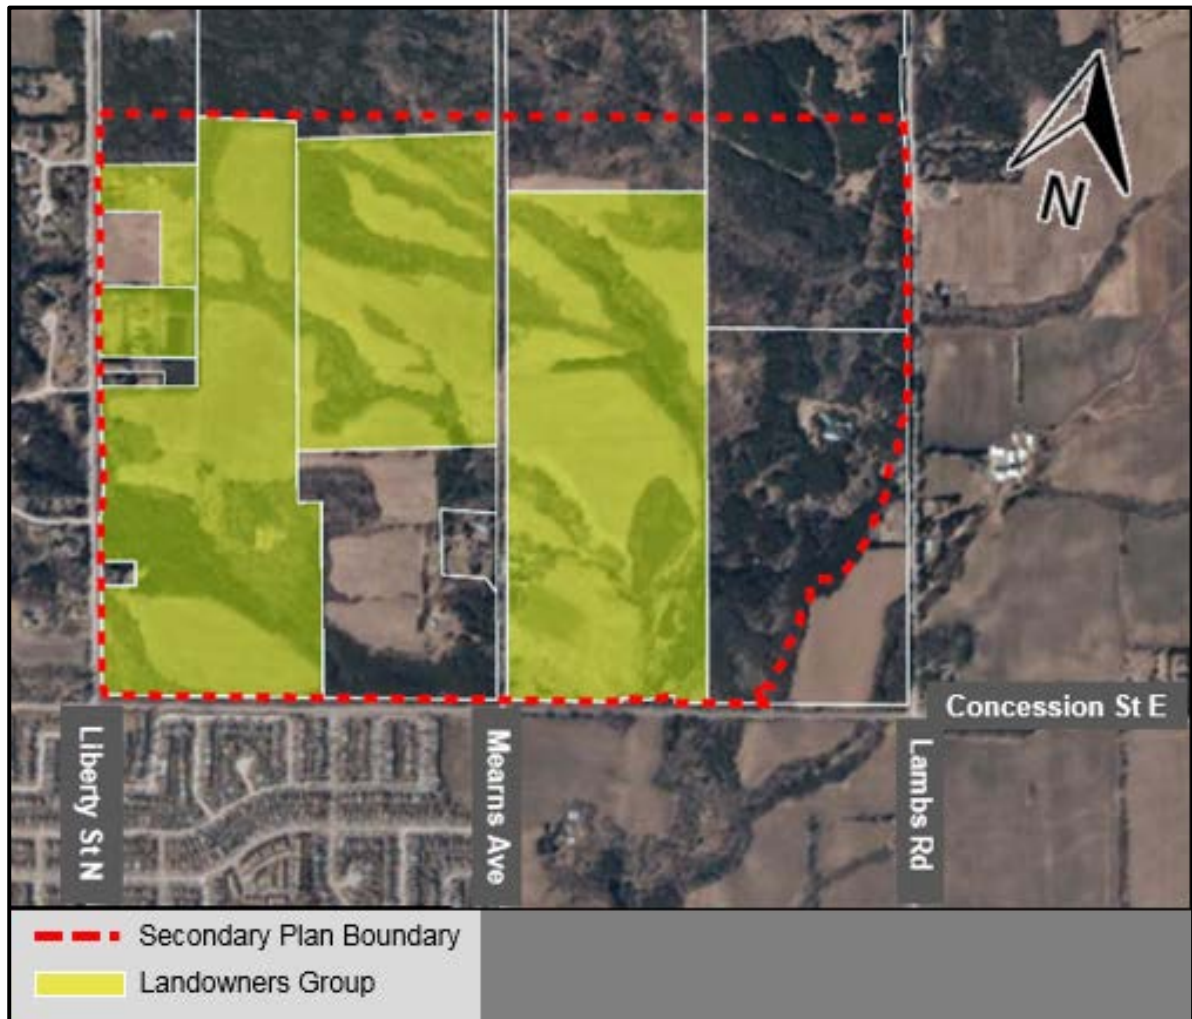 N
Concession St E
Liberty St N
Mearns Ave
Lambs Rd
Secondary Plan Boundary
Landowners Group